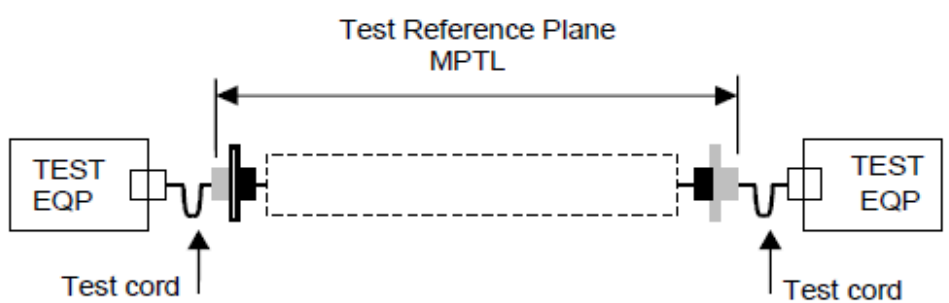 Test Reference Plane
MPTL
TEST
EQP
TEST
EQP
Test cord
Test cord